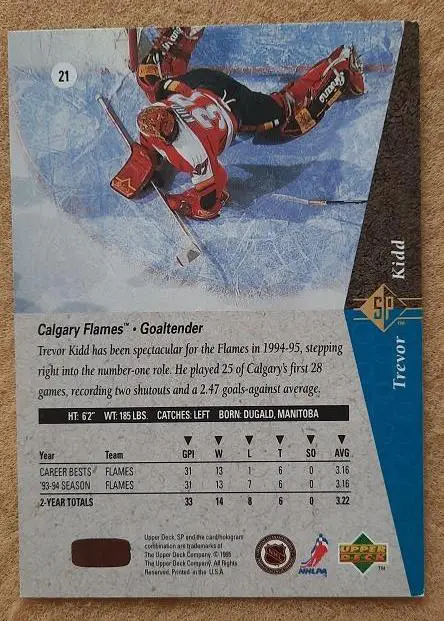 21
SP
TM
Trevor Kidd
Calgary Flames™ • Goaltender
Trevor Kidd has been spectacular for the Flames in 1994-95, stepping
right into the number-one role. He played 25 of Calgary's first 28
games, recording two shutouts and a 2.47 goals-against average.
HT: 6'2" WT: 185 LBS. CATCHES: LEFT BORN: DUGALD, MANITOBA
Year Team GPI W L T SO AVG
CAREER BESTS FLAMES 31 13 1 6 0 3.16
'93-94 SEASON FLAMES 31 13 7 6 0 3.16
2-YEAR TOTALS 33 14 8 6 0 3.22
Upper Deck, SP and the card/hologram
combination are trademarks of
The Upper Deck Company. © 1995
The Upper Deck Company. All Rights
Reserved. Printed in the U.S.A.
NHL
NHLPA
UPPER
DECK
TM